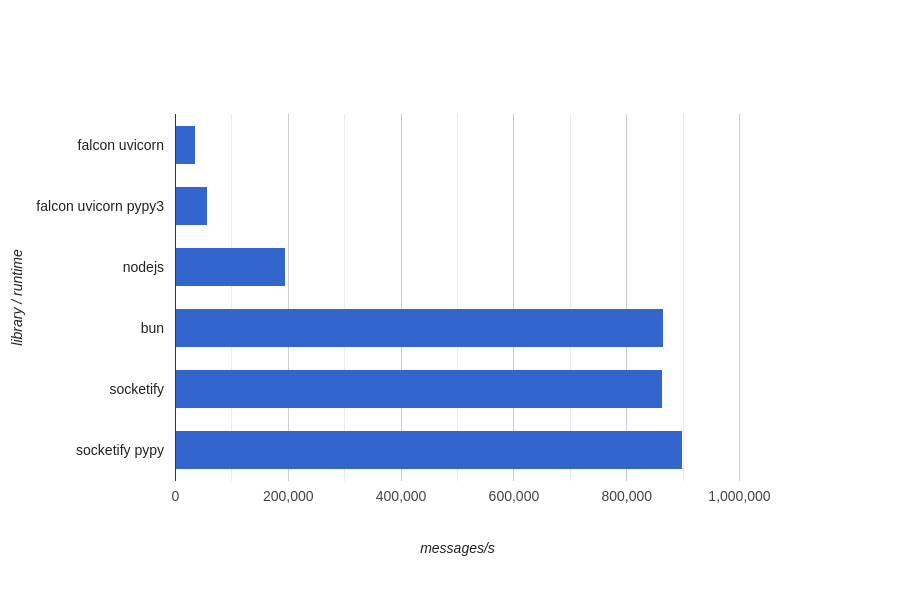 falcon uvicorn
falcon uvicorn pypy3
nodejs
bun
socketify
socketify pypy
library / runtime
0 200,000 400,000 600,000 800,000 1,000,000
messages/s